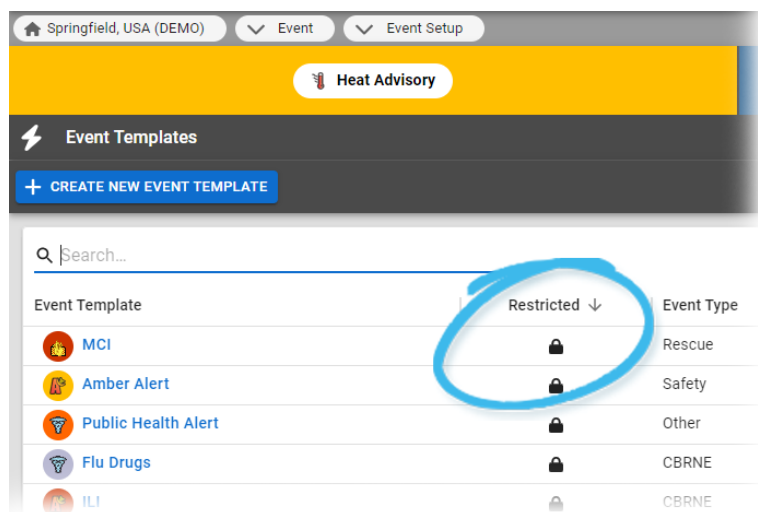 Springfield, USA (DEMO) Event Event Setup
Heat Advisory
Event Templates
CREATE NEW EVENT TEMPLATE
Search...
Event Template Restricted Event Type
MCI Rescue
Amber Alert Safety
Public Health Alert Other
Flu Drugs CBRNE
ILI CBRNE